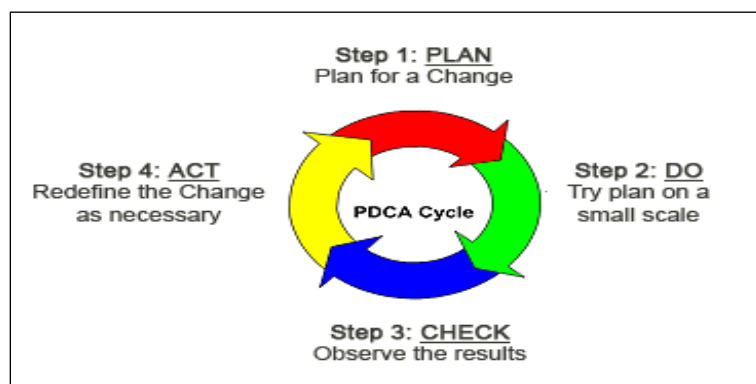 Step 1: PLAN
Plan for a Change
Step 4: ACT
Redefine the Change
as necessary
PDCA Cycle
Step 2: DO
Try plan on a
small scale
Step 3: CHECK
Observe the results